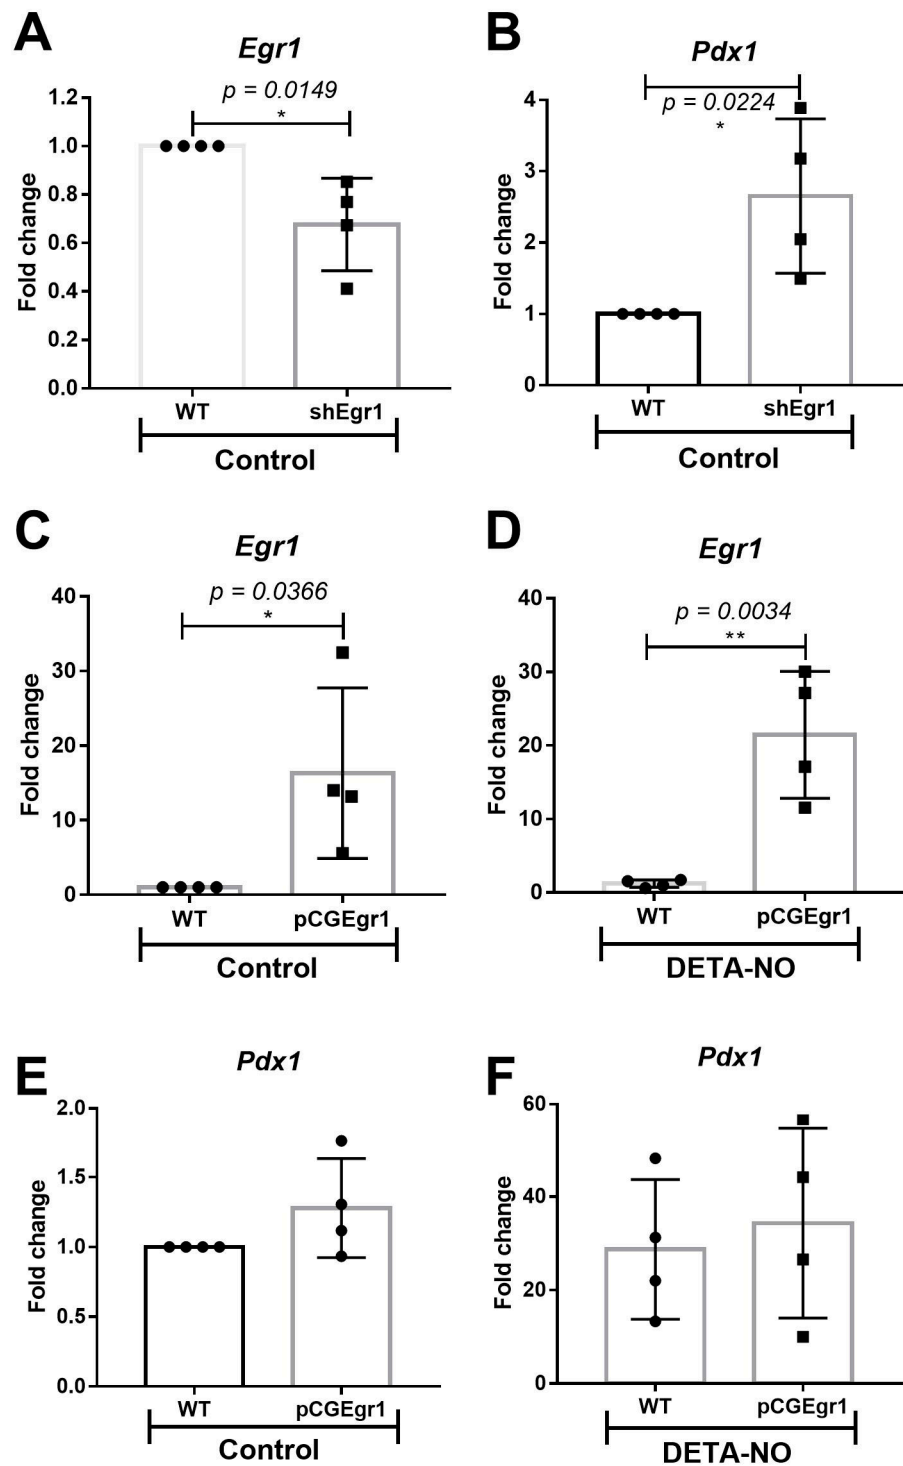 A
Egr1
p = 0.0149
*
1.2
1.0
0.8
0.6
0.4
0.2
0.0
Fold change
WT
shEgr1
Control
B
Pdx1
p = 0.0224
*
4
3
2
1
0
Fold change
WT
shEgr1
Control
C
Egr1
p = 0.0366
*
40
30
20
10
0
Fold change
WT
pCGEgr1
Control
D
Egr1
p = 0.0034
**
40
30
20
10
0
Fold change
WT
pCGEgr1
DETA-NO
E
Pdx1
2.0
1.5
1.0
0.5
0.0
Fold change
WT
pCGEgr1
Control
F
Pdx1
60
40
20
0
Fold change
WT
pCGEgr1
DETA-NO